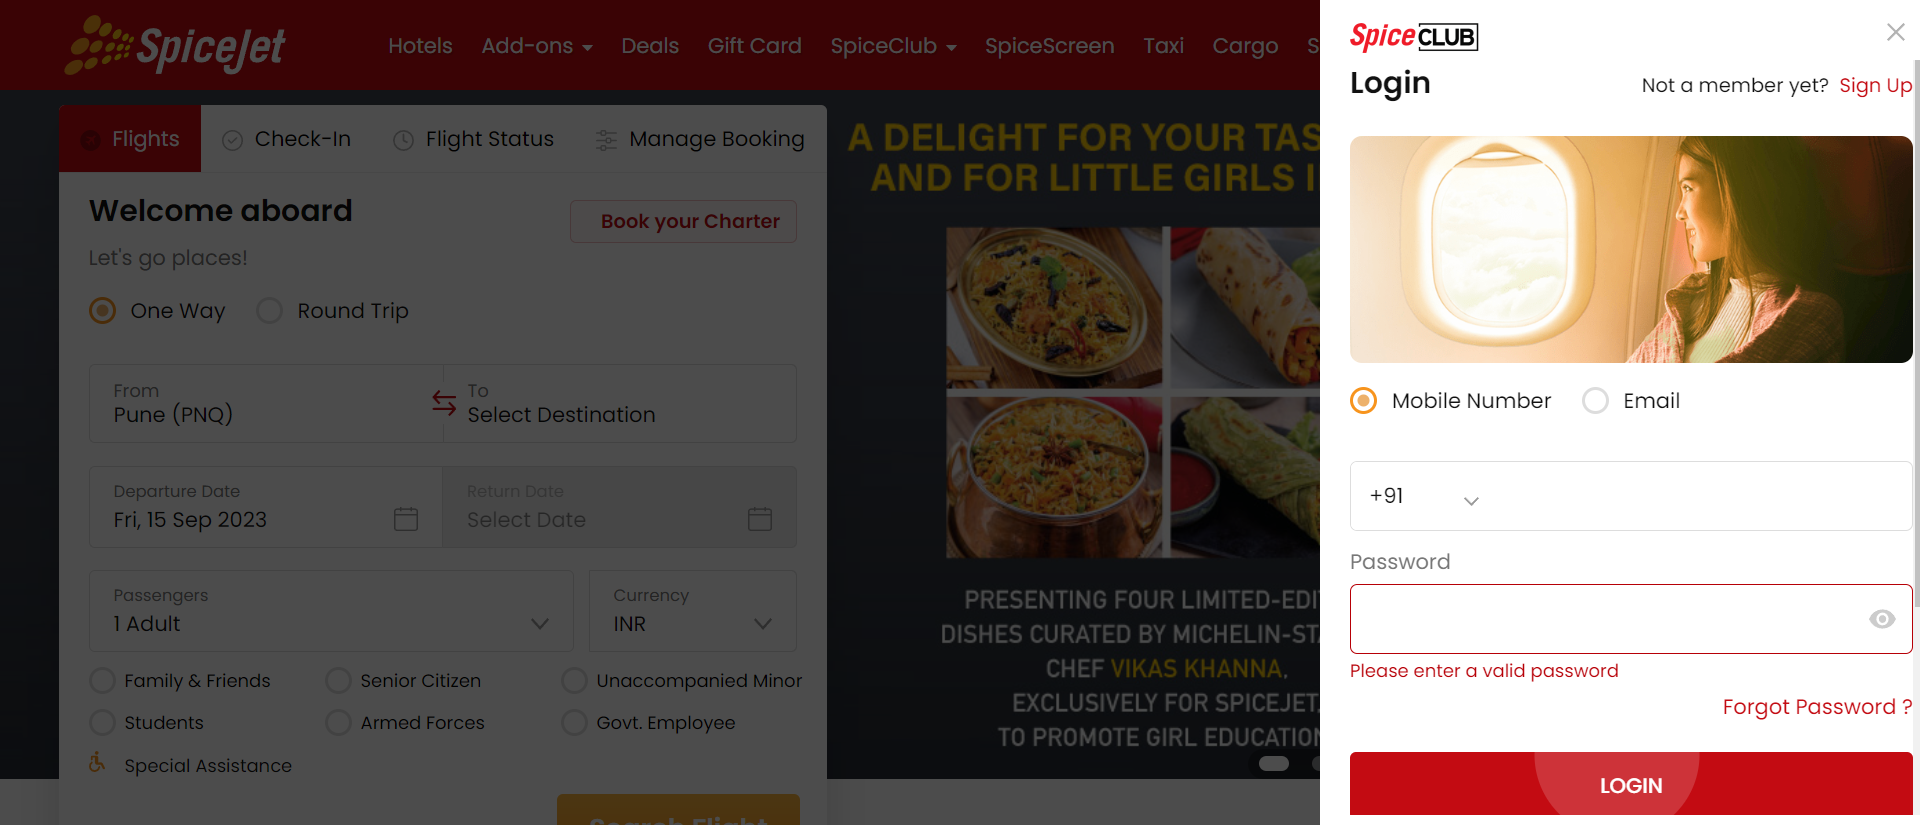 SpiceJet
Hotels Add-ons Deals Gift Card SpiceClub SpiceScreen Taxi Cargo S
Flights Check-In Flight Status Manage Booking
Welcome aboard
Book your Charter
Let's go places!
One Way Round Trip
From
Pune (PNQ)
To
Select Destination
Departure Date
Fri, 15 Sep 2023
Return Date
Select Date
Passengers
1 Adult
Currency
INR
Family & Friends Senior Citizen Unaccompanied Minor
Students Armed Forces Govt. Employee
Special Assistance
Search Flight
A DELIGHT FOR YOUR TAS
AND FOR LITTLE GIRLS I
PRESENTING FOUR LIMITED-EDI
DISHES CURATED BY MICHELIN-STA
CHEF VIKAS KHANNA,
EXCLUSIVELY FOR SPICEJET,
TO PROMOTE GIRL EDUCATION
SpiceCLUB
Login
Not a member yet? Sign Up
Mobile Number Email
+91
Password
Please enter a valid password
Forgot Password ?
LOGIN